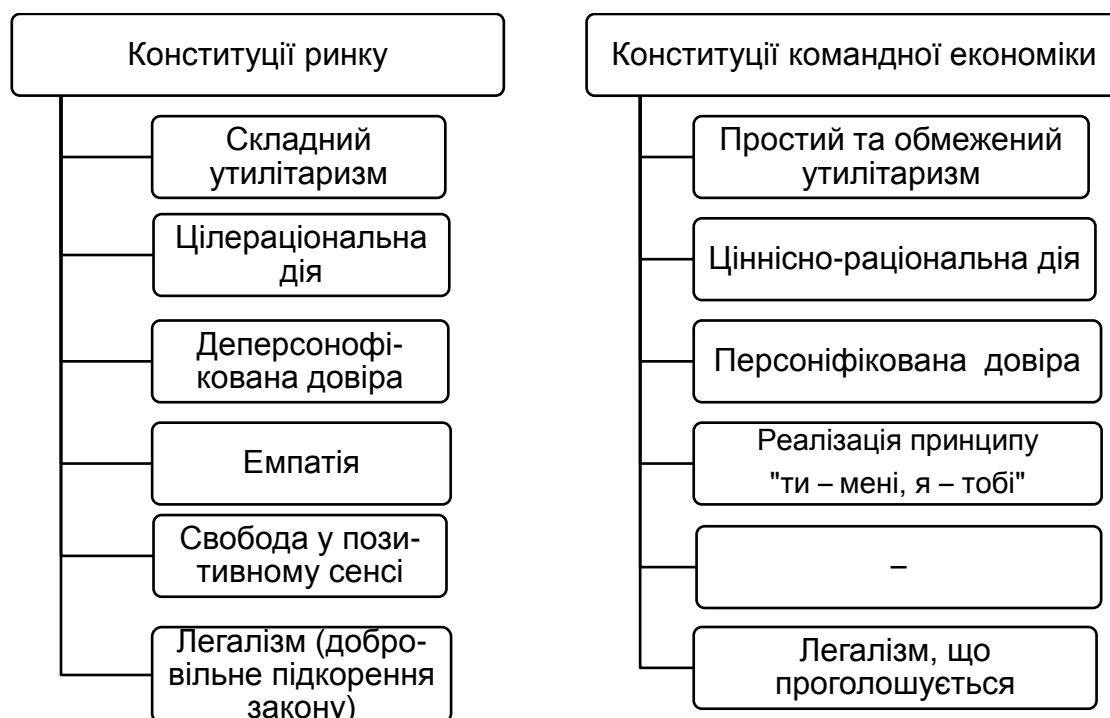 Конституції ринку
Складний
утилітаризм
Цілераціональна
дія
Деперсонофі-
кована довіра
Емпатія
Свобода у пози-
тивному сенсі
Легалізм (добро-
вільне підкорення
закону)
Конституції командної економіки
Простий та обмежений
утилітаризм
Ціннісно-раціональна дія
Персоніфікована довіра
Реалізація принципу
"ти – мені, я – тобі"
–
Легалізм, що
проголошується